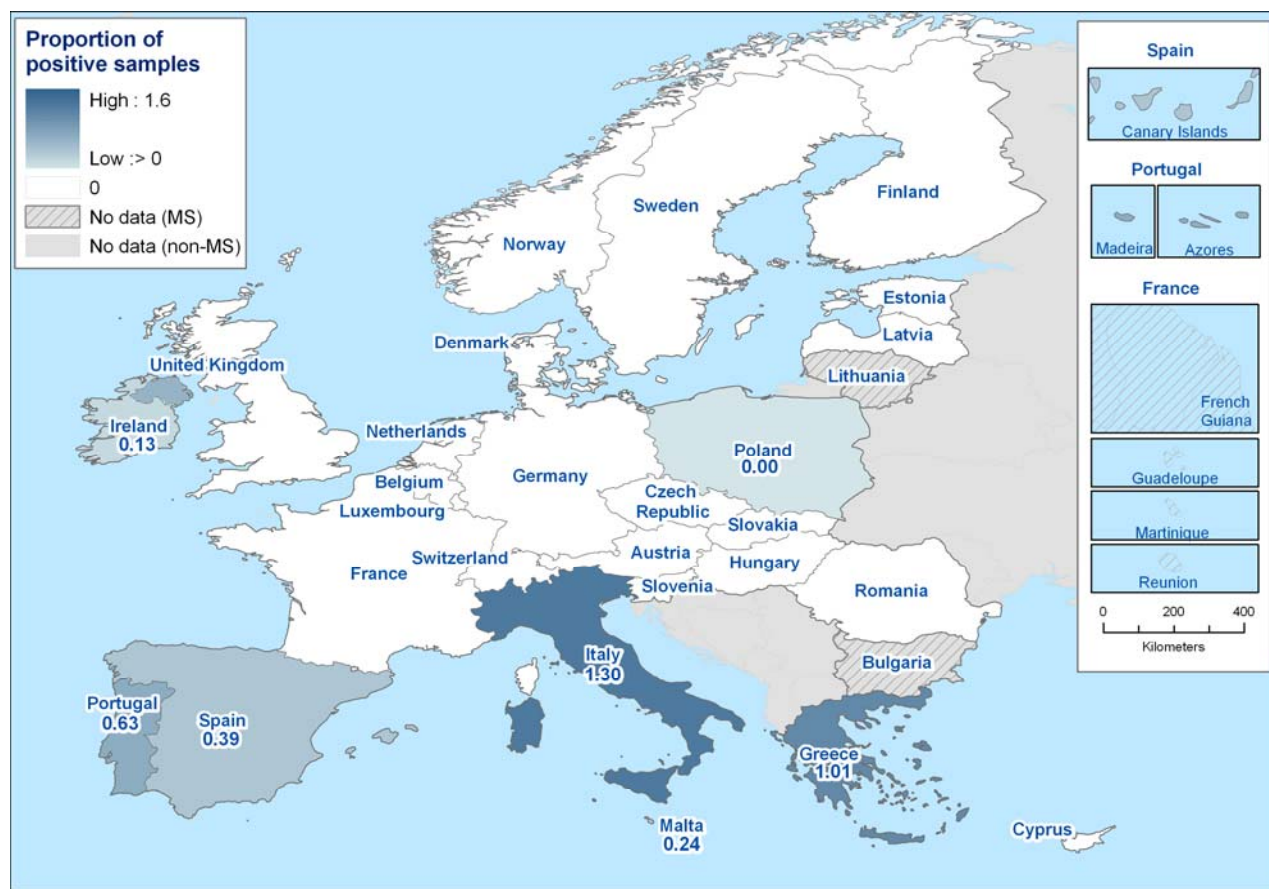 Proportion of
positive samples
High : 1.6
Low :> 0
0
No data (MS)
No data (non-MS)
Norway
Sweden
Finland
Estonia
Latvia
Lithuania
Denmark
United Kingdom
Ireland
0.13
Netherlands
Belgium
Luxembourg
Germany
Poland
0.00
Czech
Republic
Slovakia
Switzerland
Austria
Hungary
France
Slovenia
Romania
Bulgaria
Italy
1.30
Portugal
0.63
Spain
0.39
Greece
1.01
Malta
0.24
Cyprus
Spain
Canary Islands
Portugal
Madeira
Azores
France
French
Guiana
Guadeloupe
Martinique
Reunion
0 200 400
Kilometers